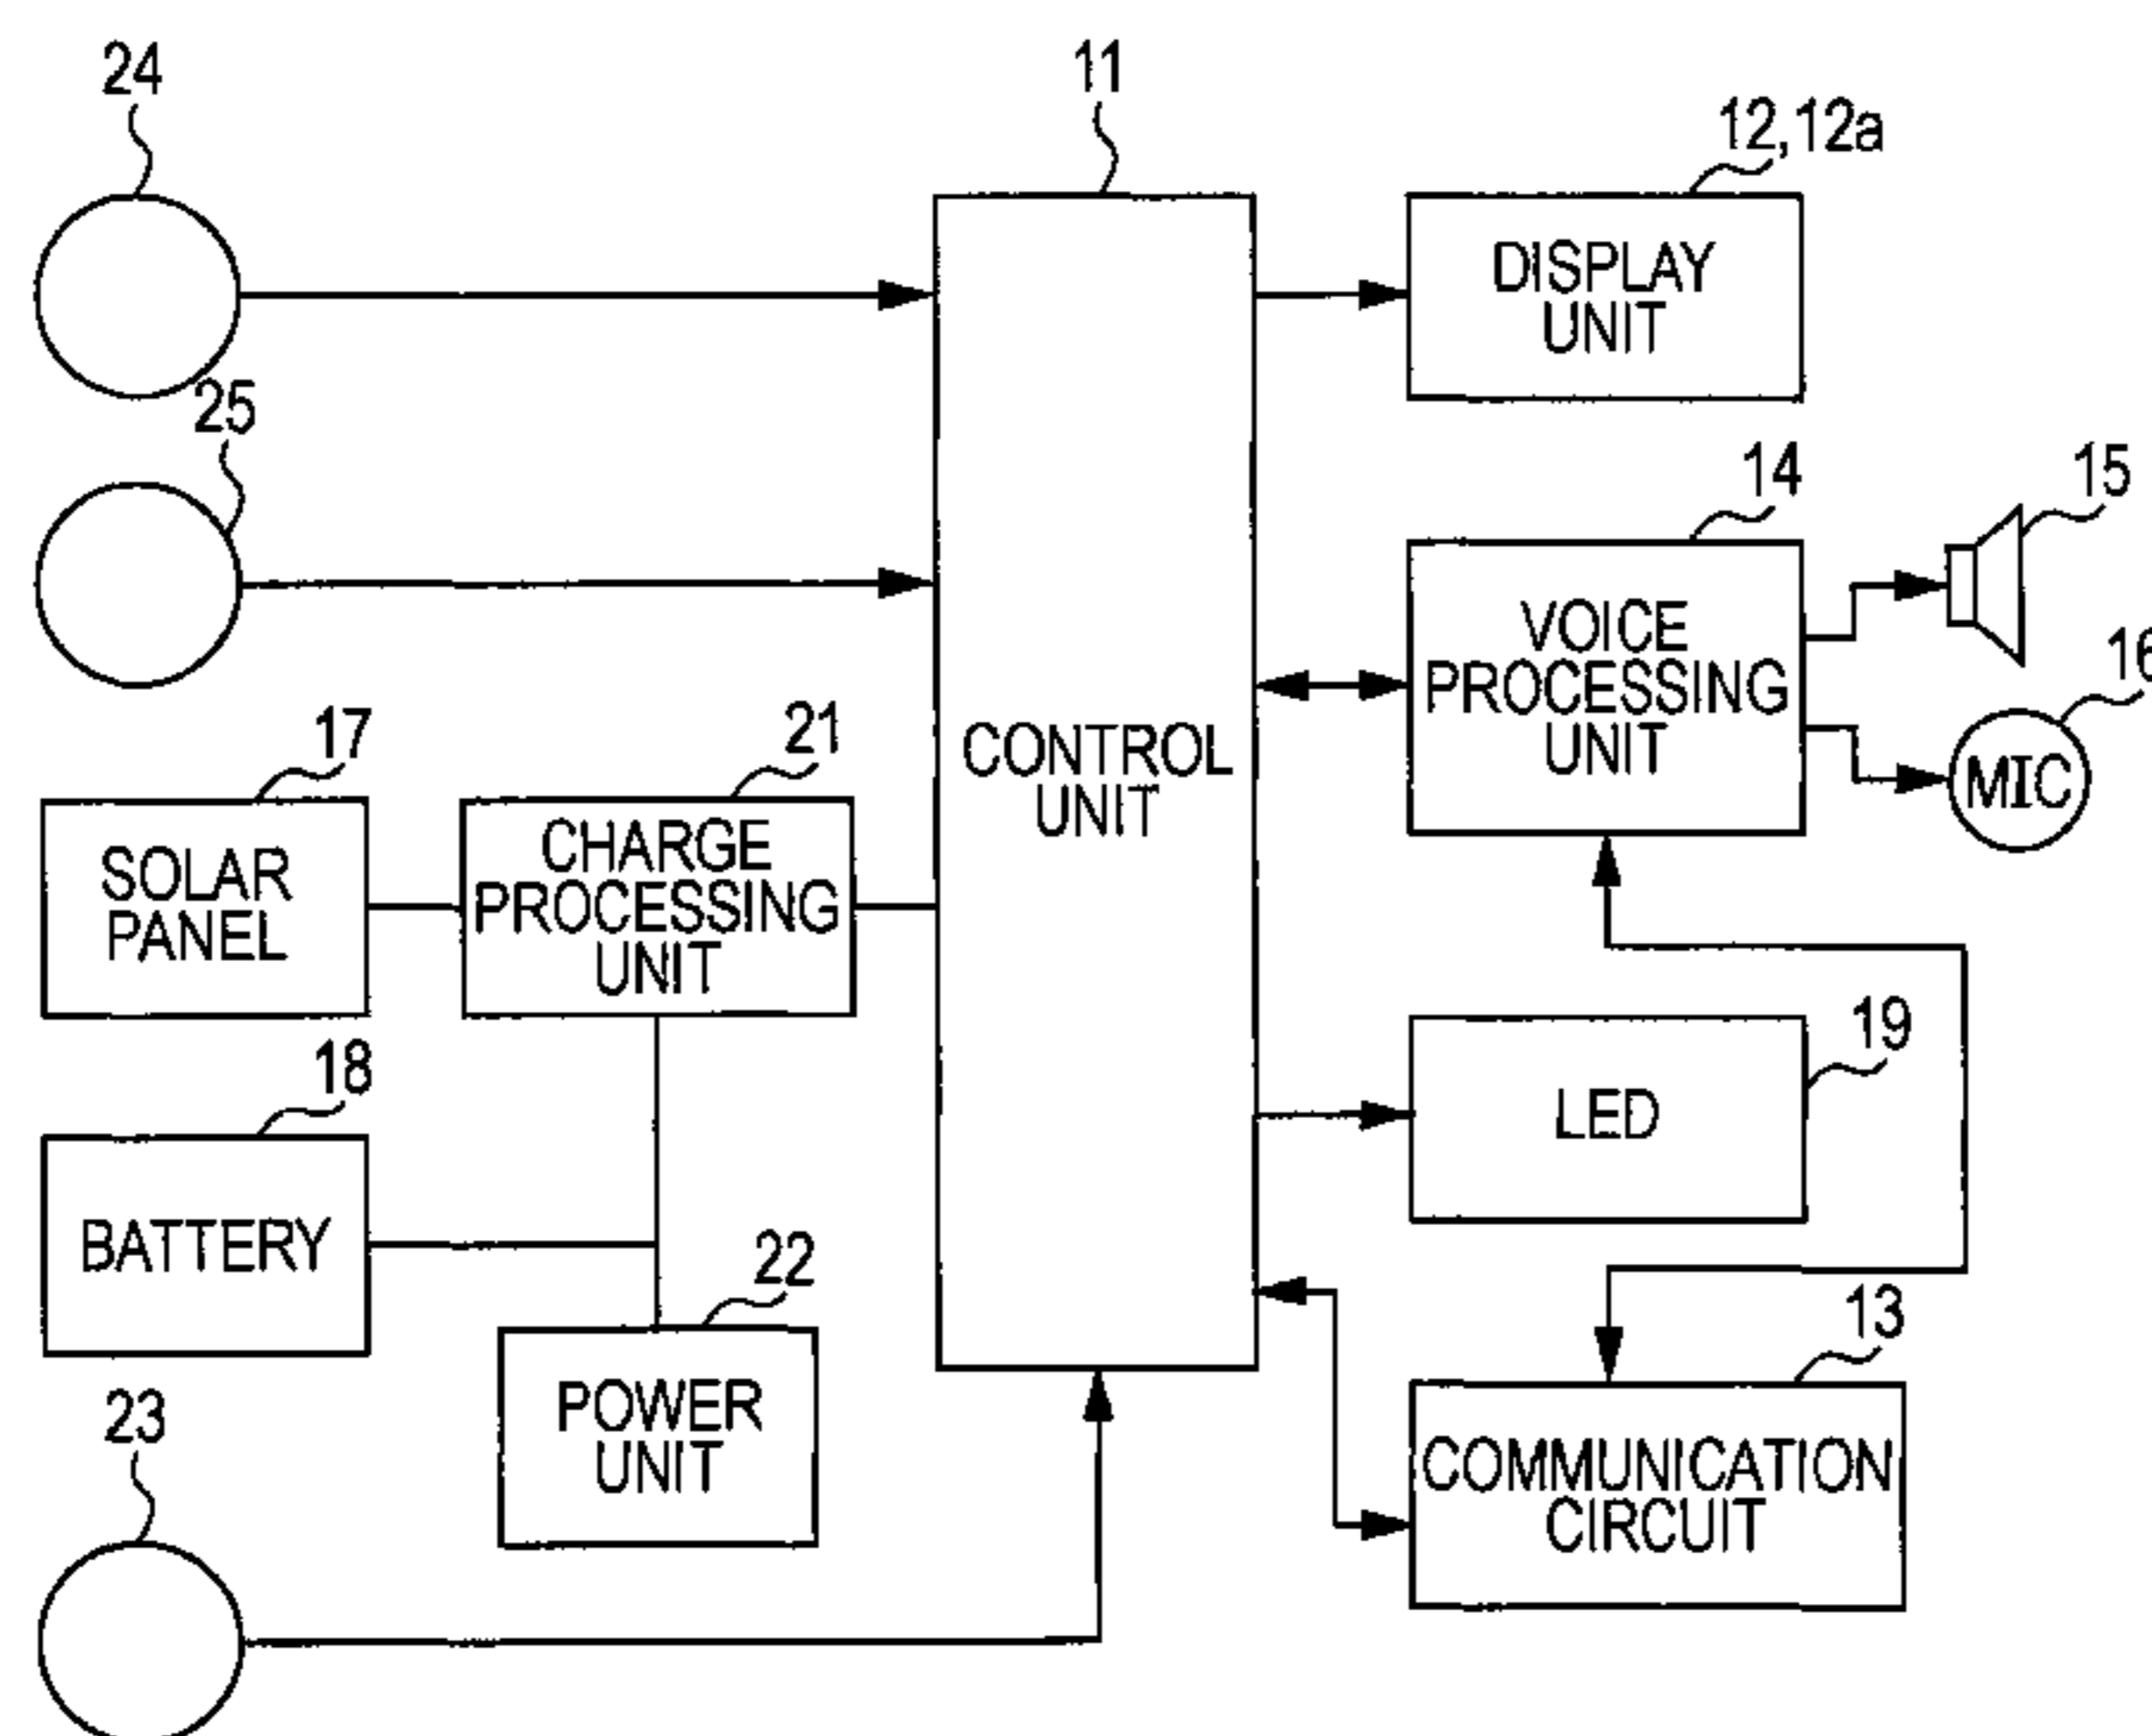 24
11
12,12a
DISPLAY
UNIT
25
14
15
VOICE
PROCESSING
UNIT
16
MIC
17
21
CONTROL
UNIT
SOLAR
PANEL
CHARGE
PROCESSING
UNIT
18
19
LED
BATTERY
22
13
POWER
UNIT
23
COMMUNICATION
CIRCUIT